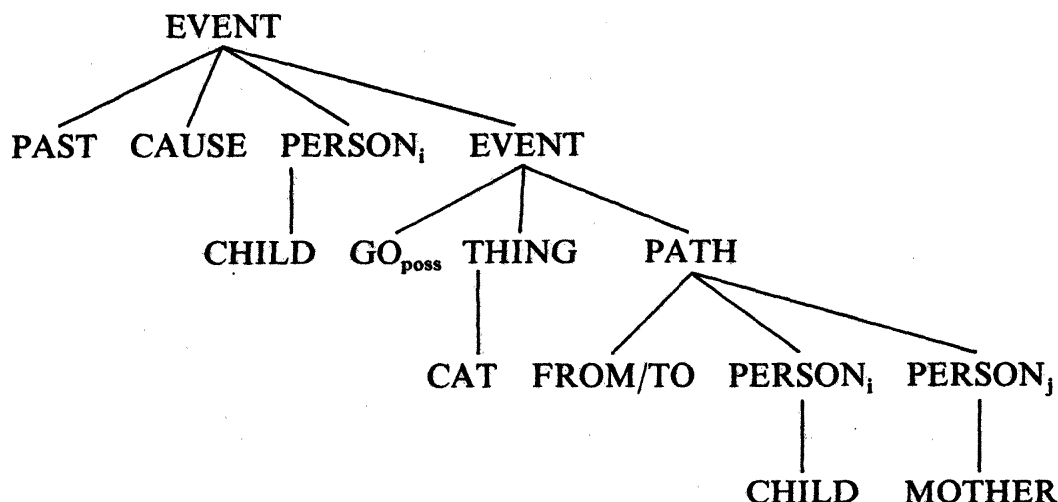 EVENT
PAST CAUSE PERSONi EVENT
CHILD GOposs THING PATH
CAT FROM/TO PERSONi PERSONj
CHILD MOTHER